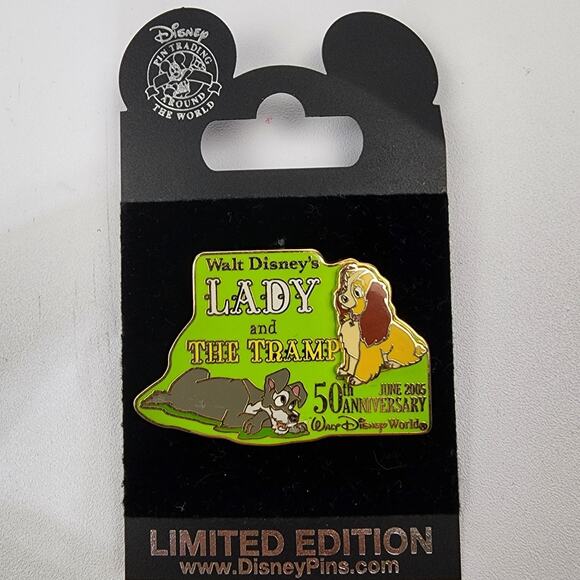 Disney
PIN TRADING
AROUND
THE WORLD
Walt Disney's
LADY
and
THE TRAMP
50th JUNE 2005
ANNIVERSARY
Walt Disney World®
LIMITED EDITION
www.DisneyPins.com